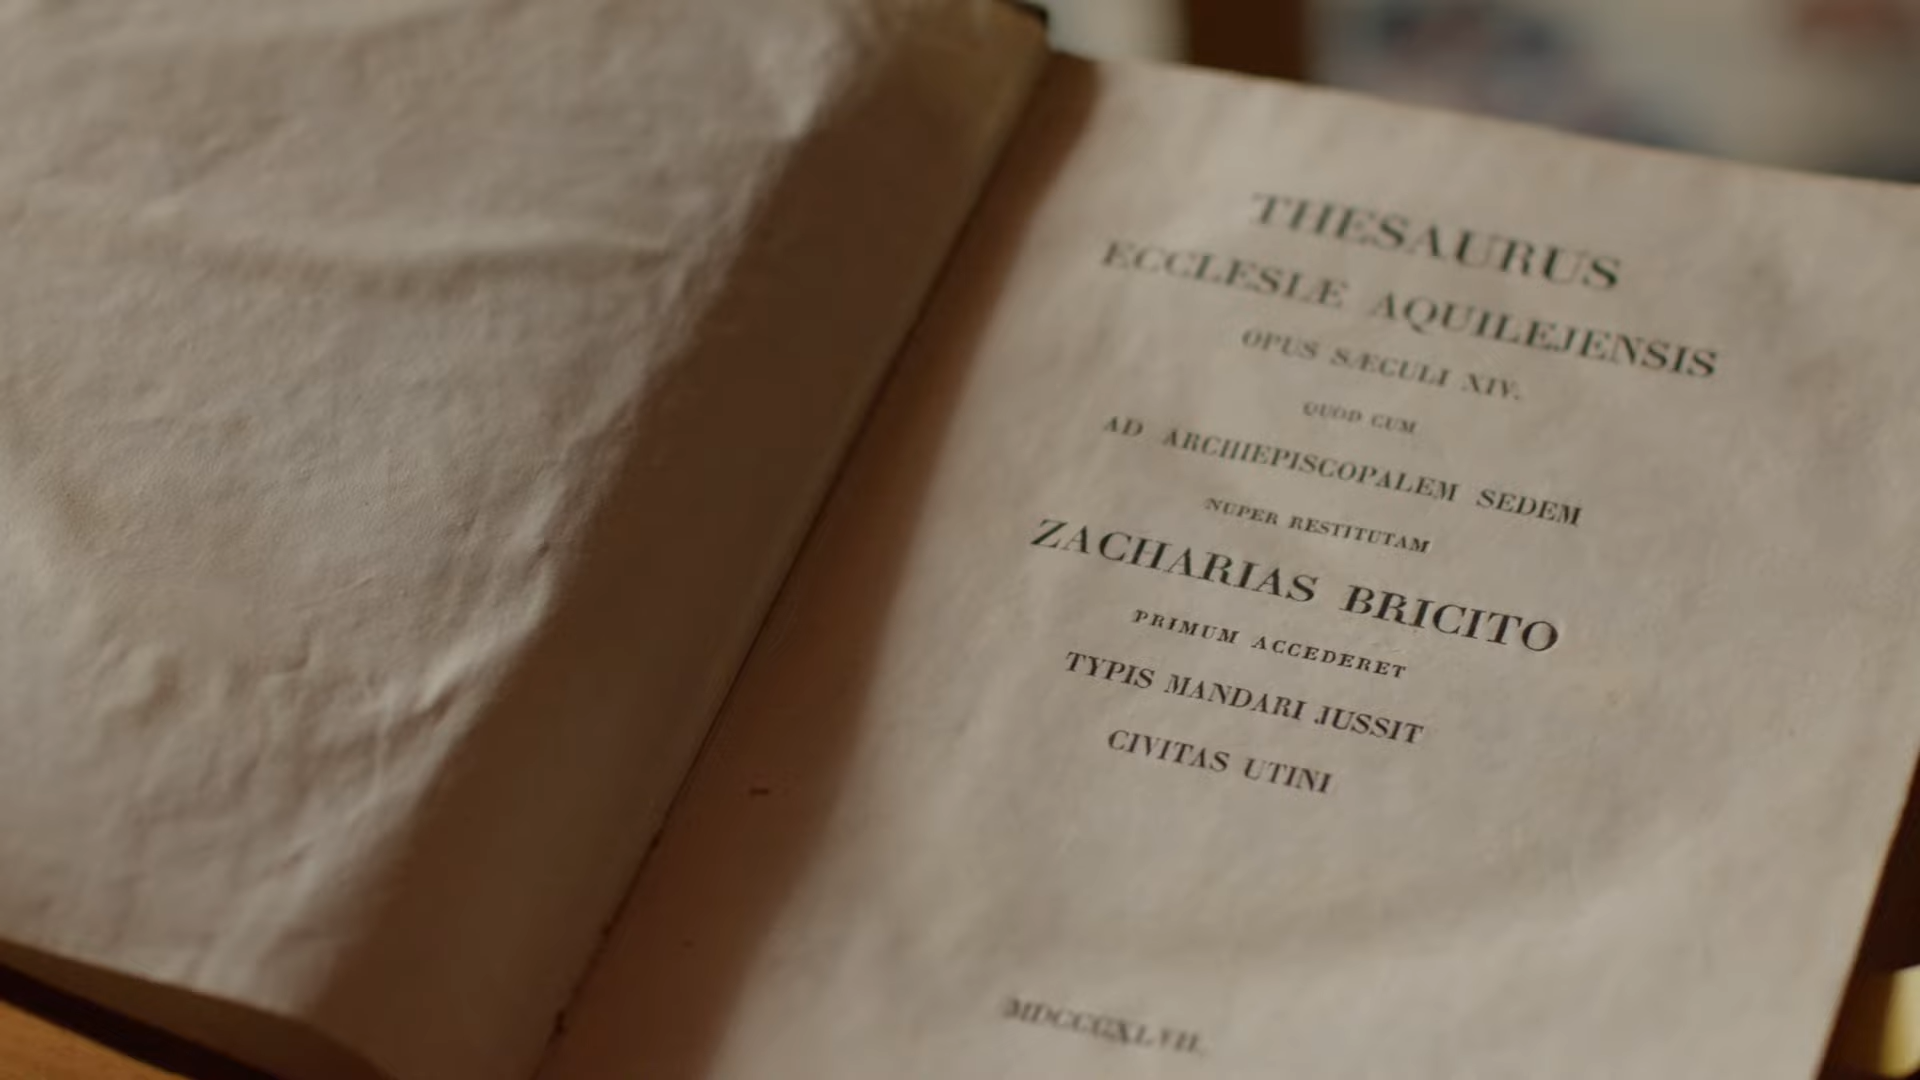 THESAURUS
ECCLESIÆ AQUILEJENSIS
OPUS SÆCULI XIV.
QUOD CUM
AD ARCHIEPISCOPALEM SEDEM
NUPER RESTITUTAM
ZACHARIAS BRICITO
PRIMUM ACCEDERET
TYPIS MANDARI JUSSIT
CIVITAS UTINI
MDCCCXLVII.